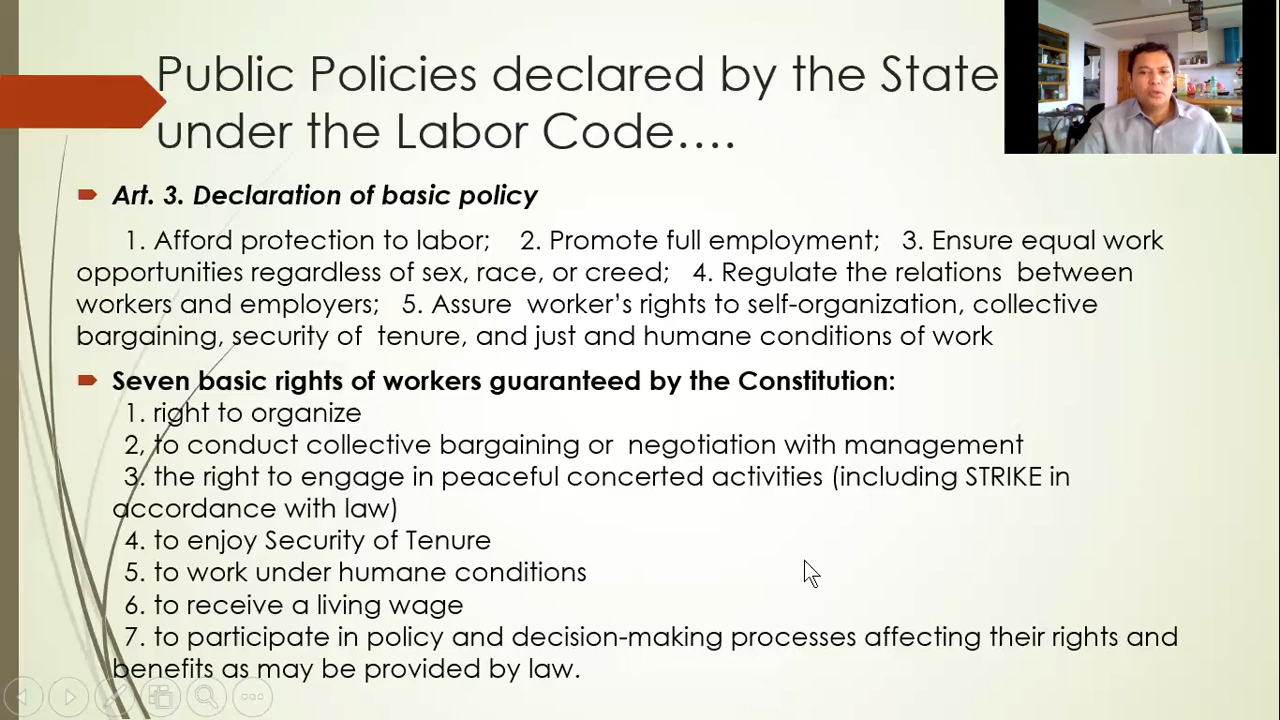 Public Policies declared by the State
under the Labor Code....
Art. 3. Declaration of basic policy
1. Afford protection to labor; 2. Promote full employment; 3. Ensure equal work
opportunities regardless of sex, race, or creed; 4. Regulate the relations between
workers and employers; 5. Assure worker's rights to self-organization, collective
bargaining, security of tenure, and just and humane conditions of work
Seven basic rights of workers guaranteed by the Constitution:
1. right to organize
2, to conduct collective bargaining or negotiation with management
3. the right to engage in peaceful concerted activities (including STRIKE in
accordance with law)
4. to enjoy Security of Tenure
5. to work under humane conditions
6. to receive a living wage
7. to participate in policy and decision-making processes affecting their rights and
benefits as may be provided by law.